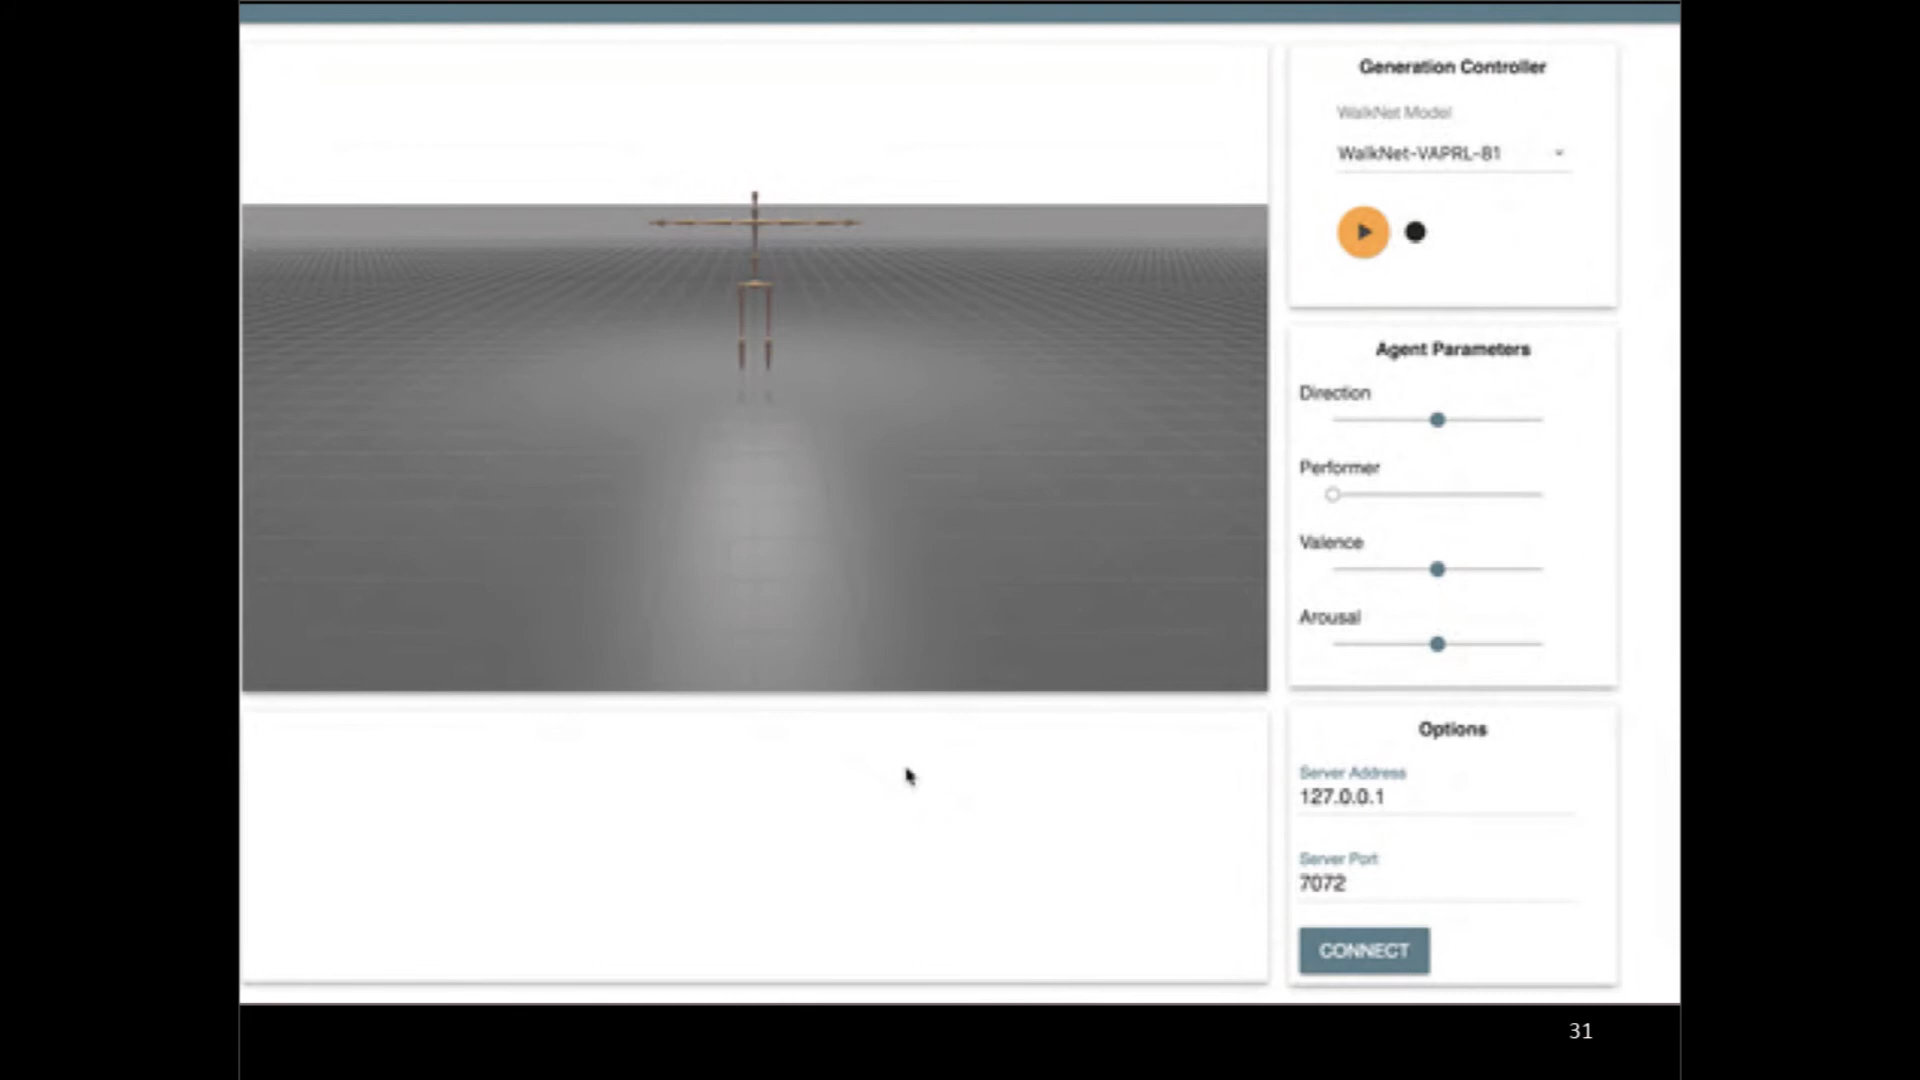 Generation Controller
WalkNet Model
WalkNet-VAPRL-81
Agent Parameters
Direction
Performer
Valence
Arousal
Options
Server Address
127.0.0.1
Server Port
7072
CONNECT
31